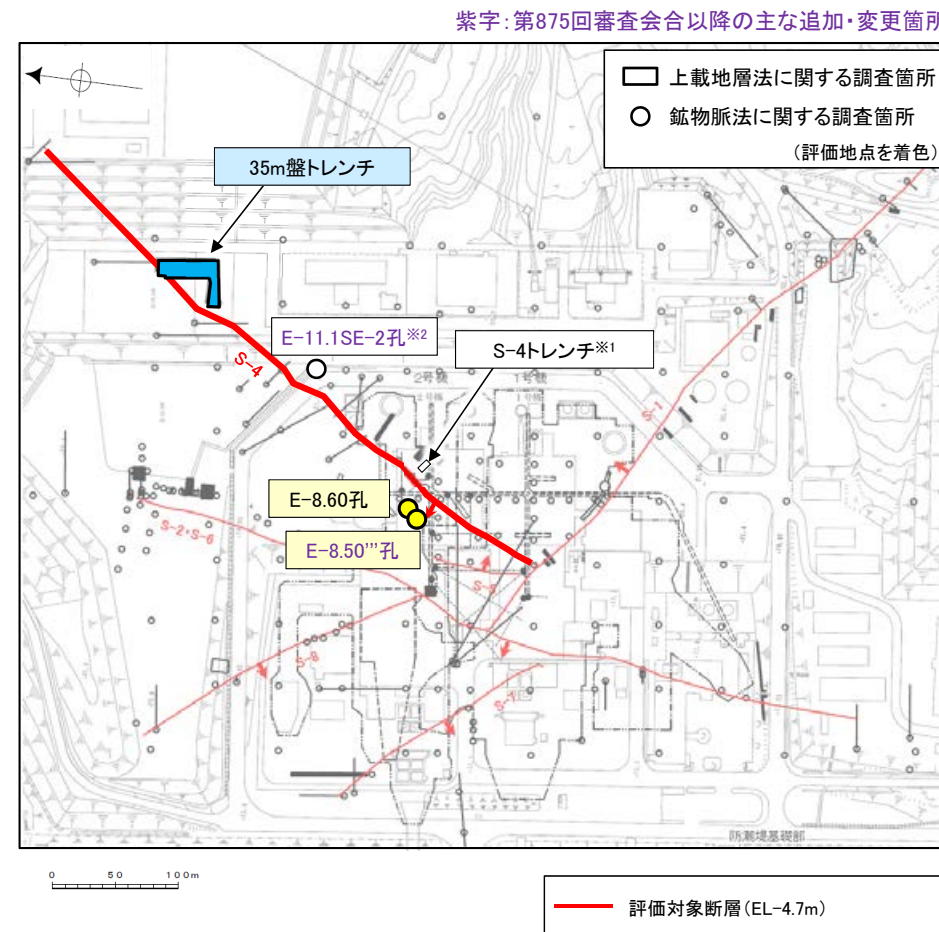 紫字：第875回審査会合以降の主な追加・変更箇所
上載地層法に関する調査箇所
鉱物脈法に関する調査箇所
(評価地点を着色)
35m盤トレンチ
E-11.1SE-2孔※2
S-4トレンチ※1
S-4
2号機
1号機
S-1
E-8.60孔
E-8.50'''孔
S-2・S-6
S-5
S-8
S-7
防潮堤基礎部
0 50 100m
評価対象断層(EL-4.7m)